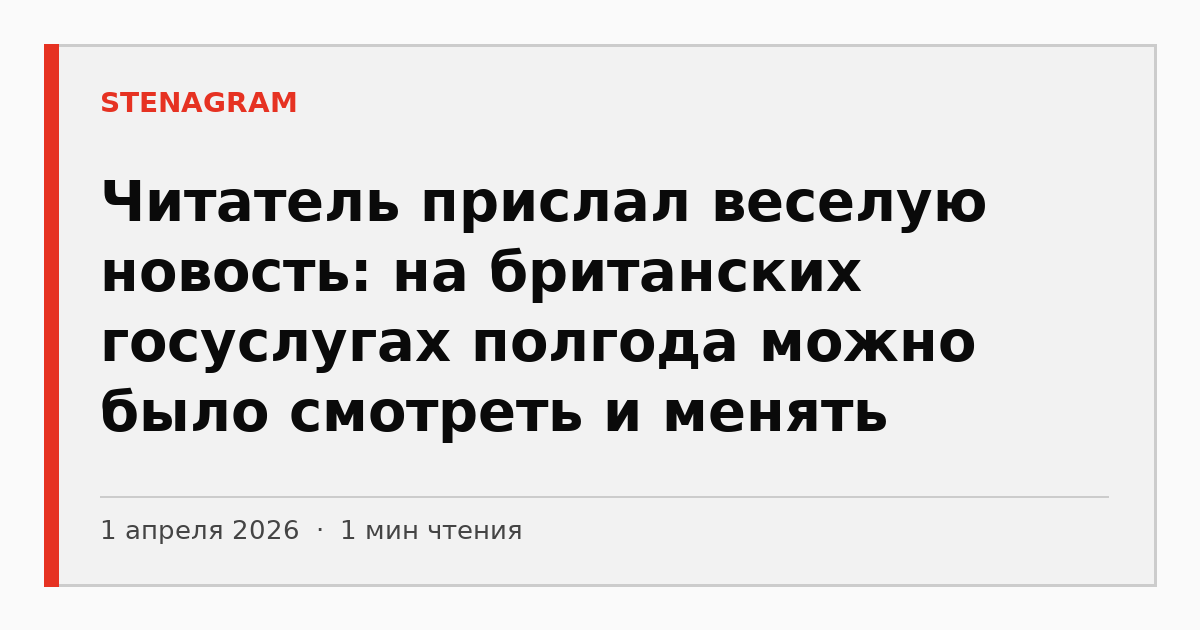 STENAGRAM
Читатель прислал веселую
новость: на британских
госуслугах полгода можно
было смотреть и менять
1 апреля 2026 · 1 мин чтения